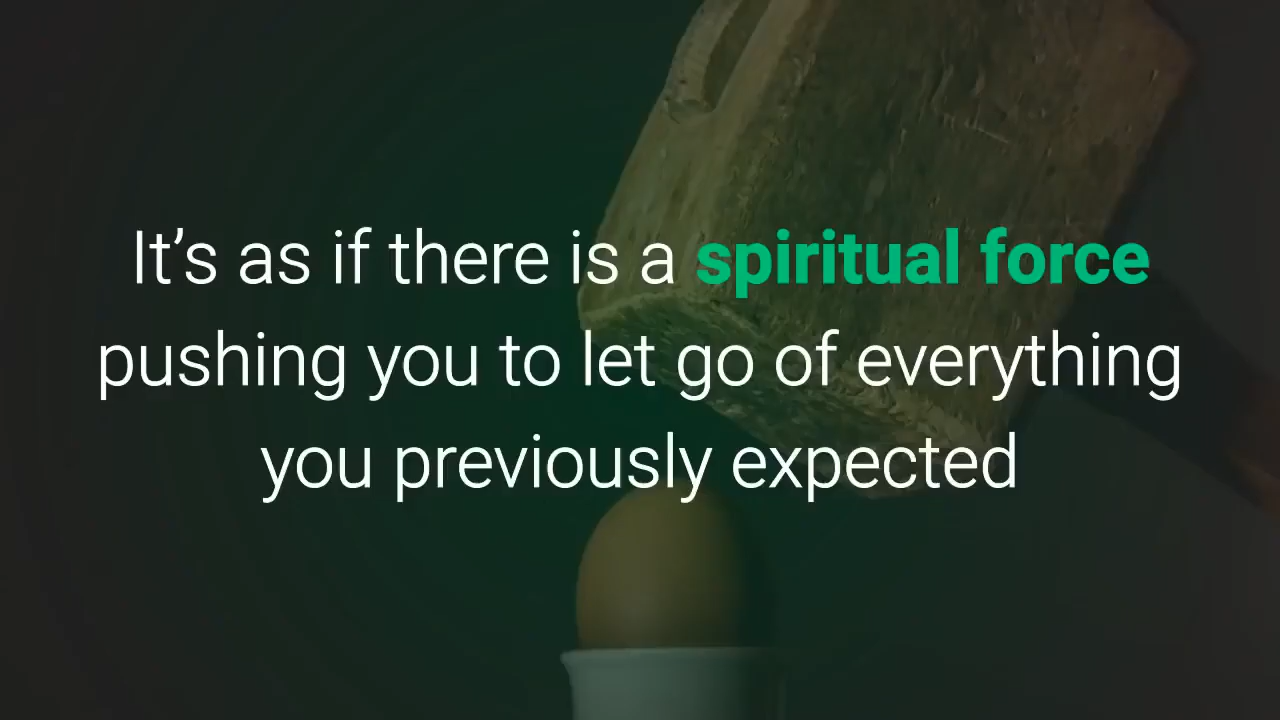 It’s as if there is a spiritual force
pushing you to let go of everything
you previously expected